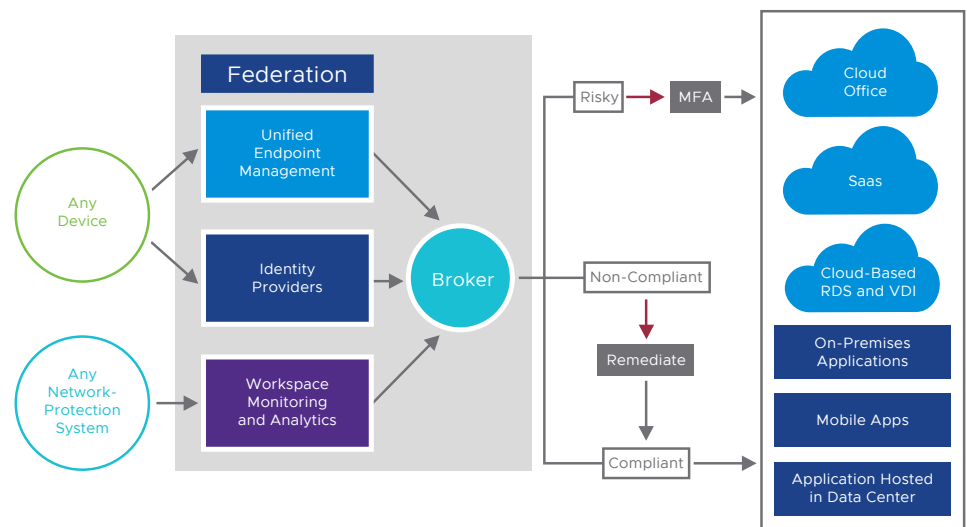 Federation
Any
Device
Any
Network-
Protection
System
Unified
Endpoint
Management
Identity
Providers
Workspace
Monitoring
and Analytics
Broker
Risky
MFA
Non-Compliant
Remediate
Compliant
Cloud
Office
Saas
Cloud-Based
RDS and VDI
On-Premises
Applications
Mobile Apps
Application Hosted
in Data Center